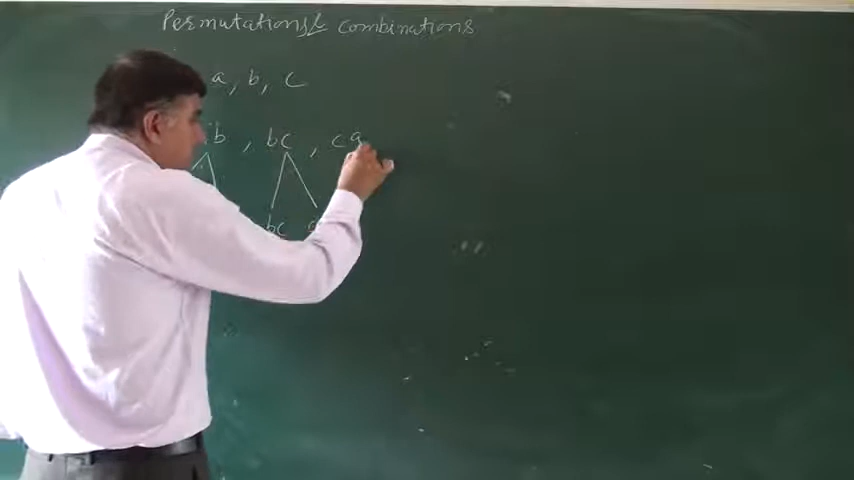 Permutations & Combinations
a, b, c
b, bc, ca
bc